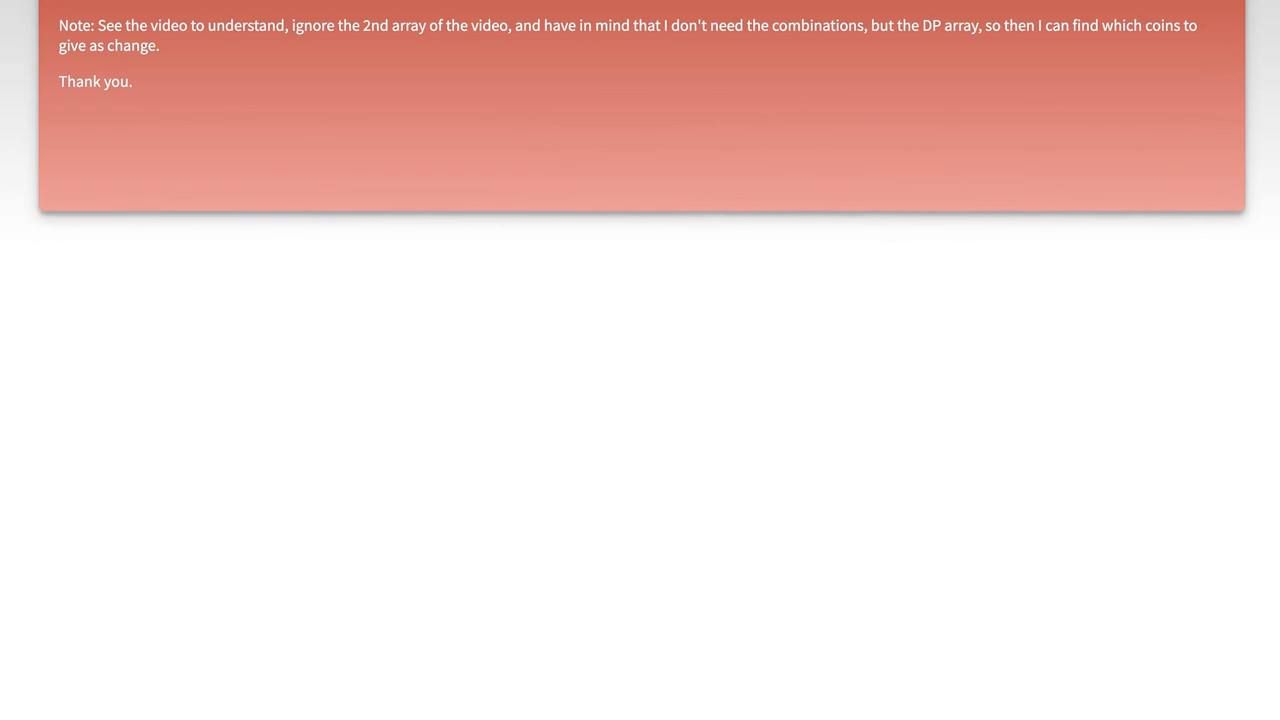 Note: See the video to understand, ignore the 2nd array of the video, and have in mind that I don't need the combinations, but the DP array, so then I can find which coins to
give as change.
Thank you.